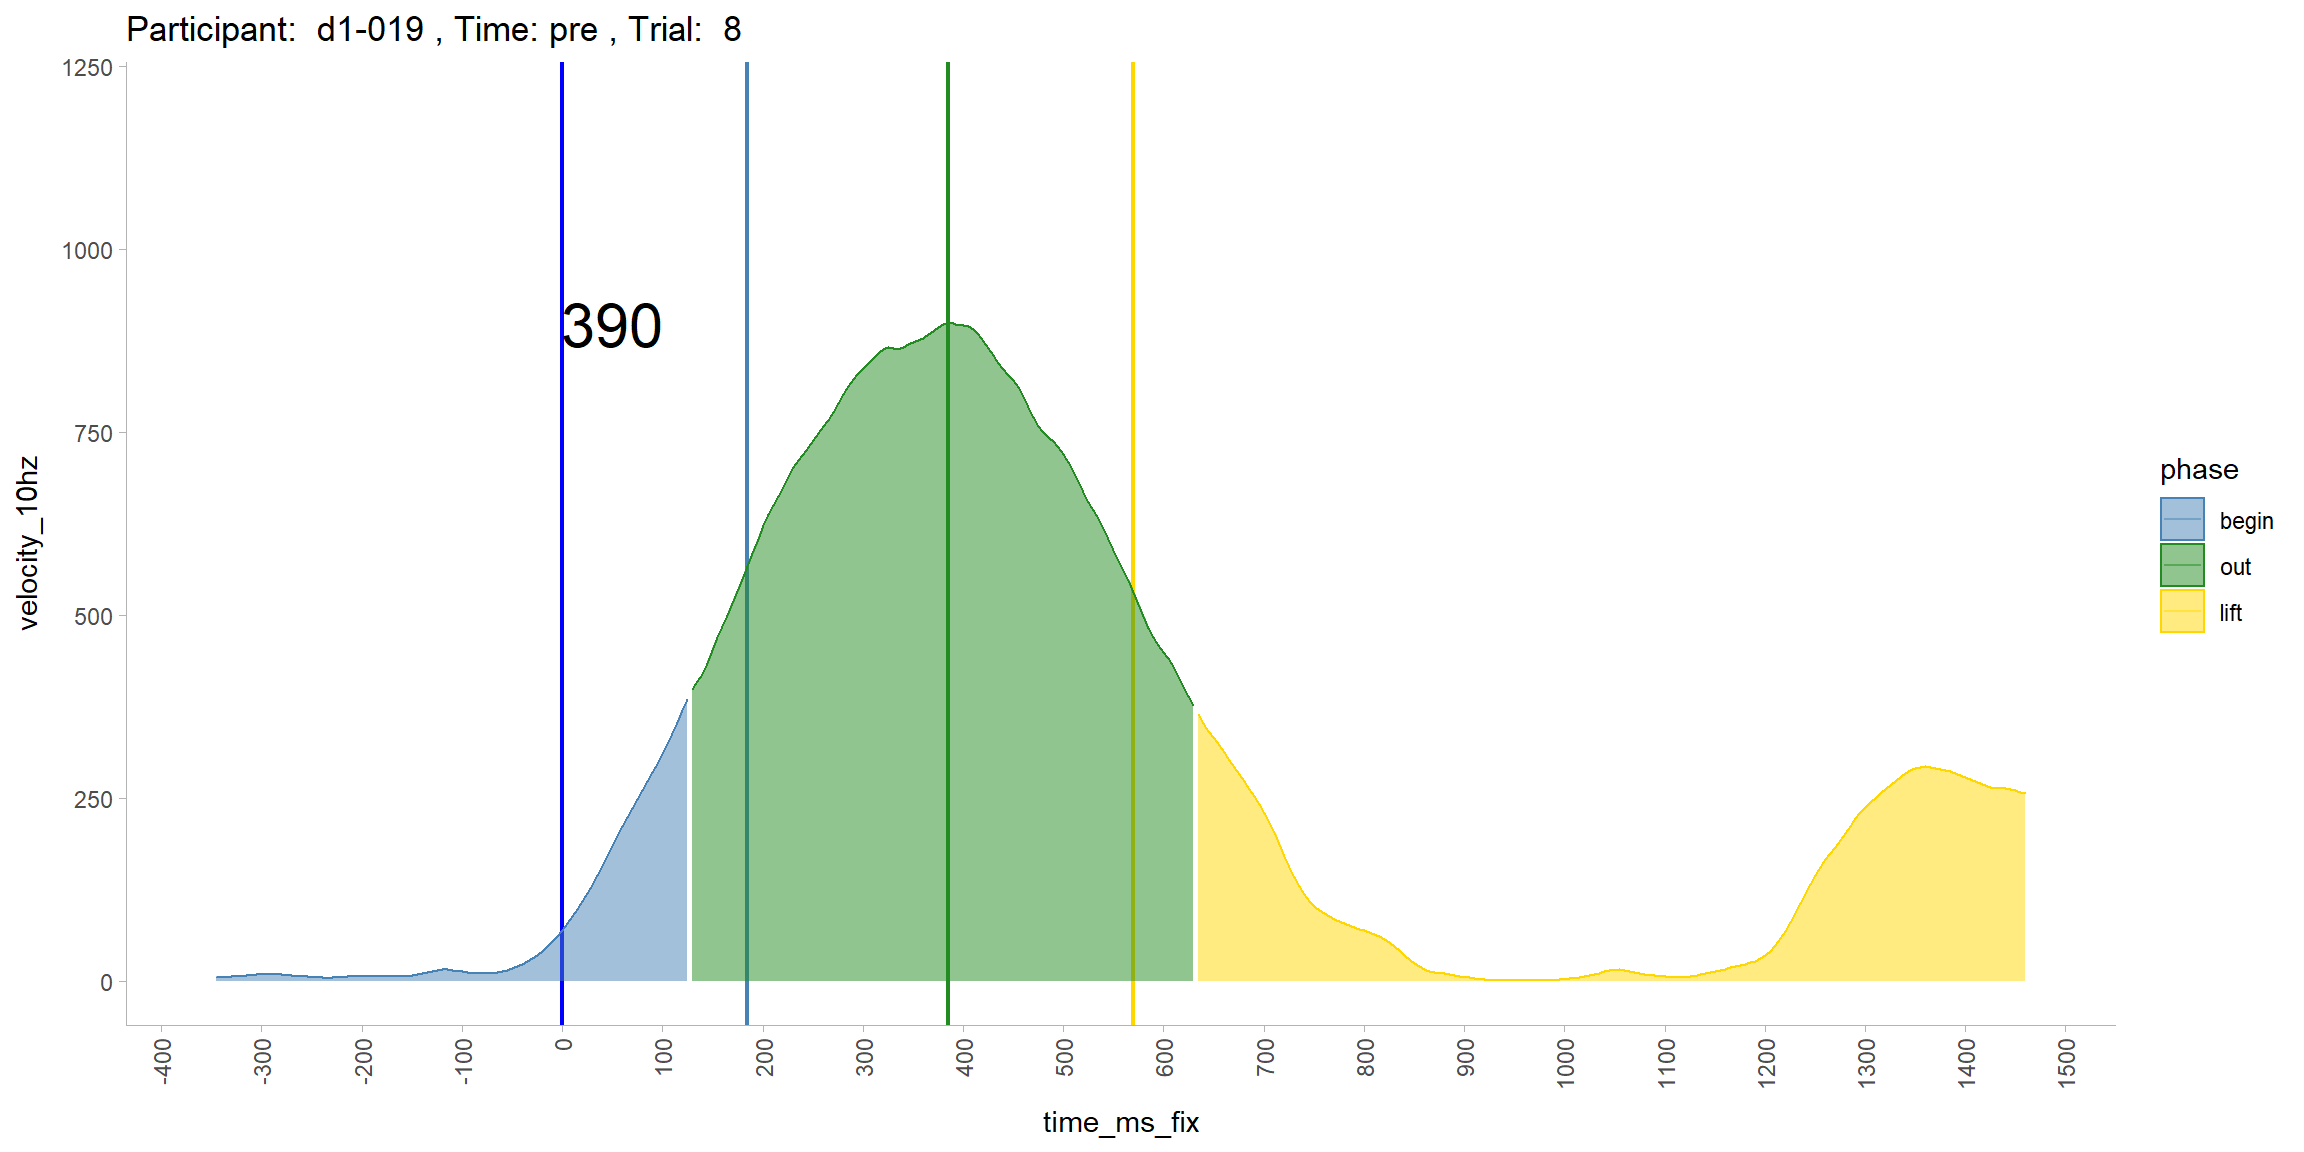 Participant:  d1-019 , Time: pre , Trial:  8
1250
1000
750
500
250
0
velocity_10hz
390
-400 -300 -200 -100 0 100 200 300 400 500 600 700 800 900 1000 1100 1200 1300 1400 1500
time_ms_fix
phase
begin
out
lift